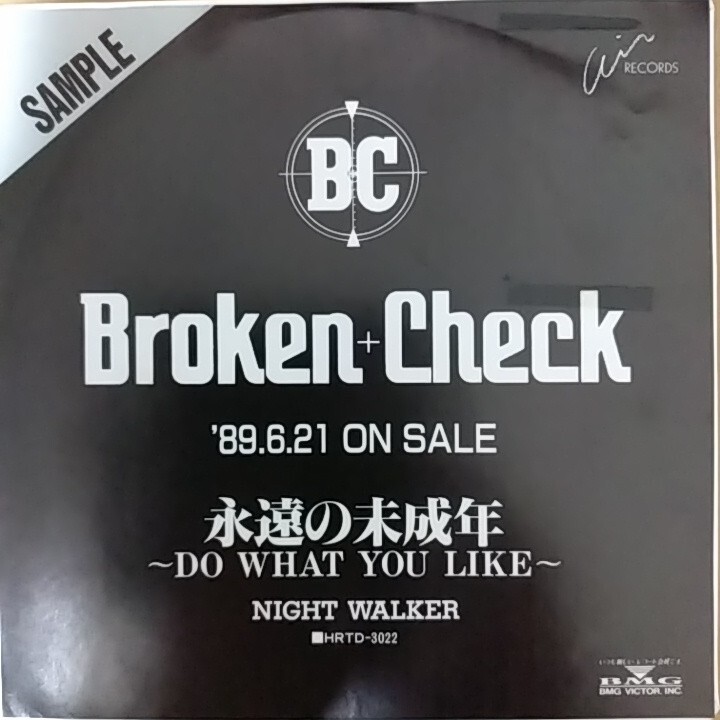 SAMPLE
Air RECORDS
BC
Broken+Check
'89.6.21 ON SALE
永遠の未成年
~DO WHAT YOU LIKE~
NIGHT WALKER
■HRTD-3022
BMG
BMG VICTOR, INC.